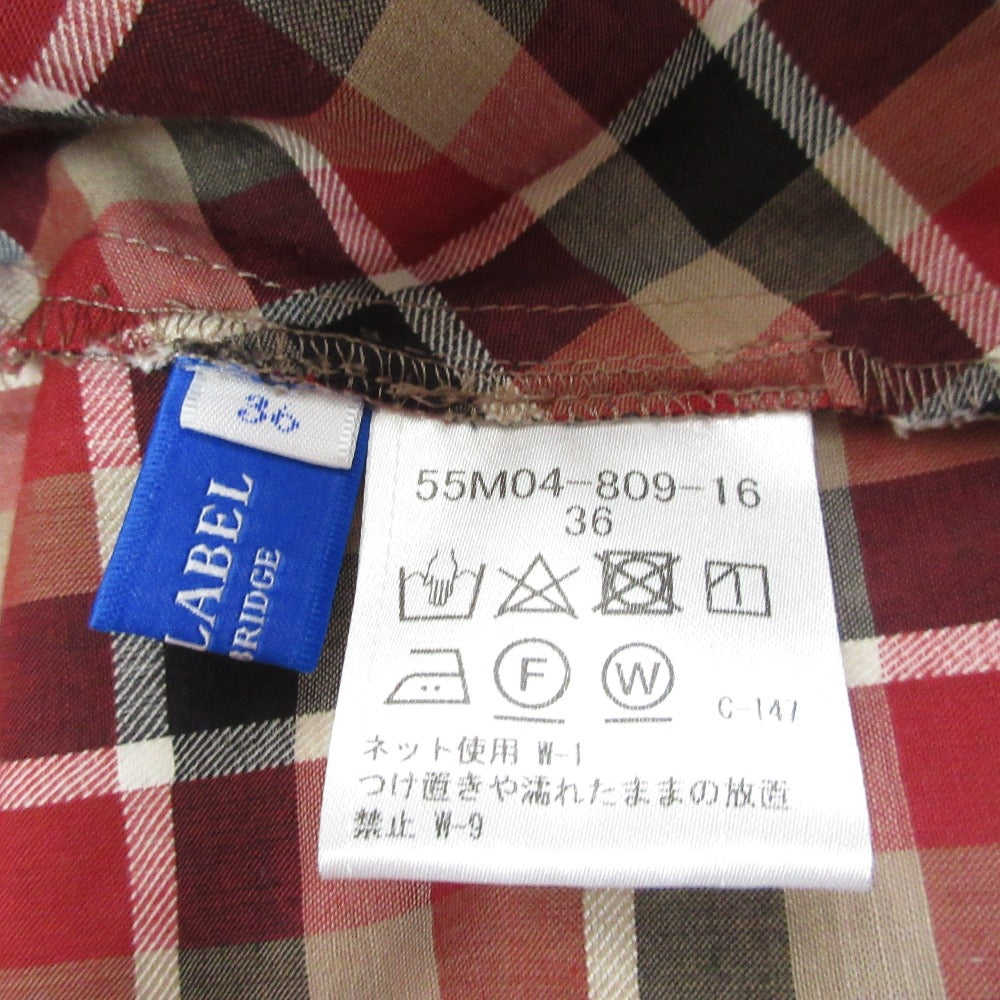 36
LABEL
BRIDGE
55M04-809-16
36
F
W
C-147
ネット使用 W-1
つけ置きや濡れたままの放置
禁止 W-9